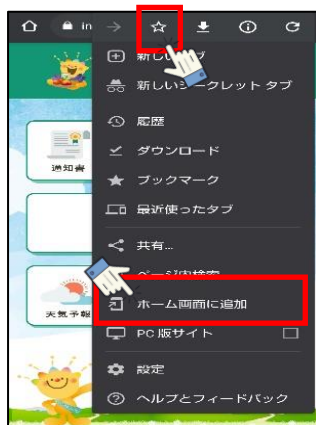 in
新しいタブ
新しいシークレット タブ
履歴
ダウンロード
ブックマーク
最近使ったタブ
共有...
ページ内検索
ホーム画面に追加
PC 版サイト
設定
ヘルプとフィードバック
通知書
天気予報